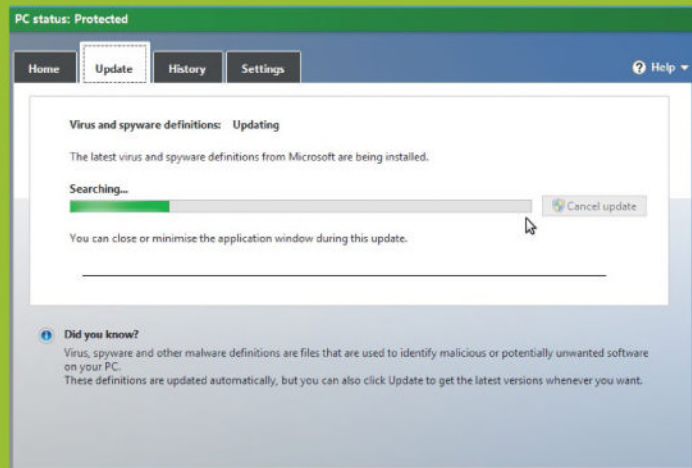 PC status: Protected
Home Update History Settings Help
Virus and spyware definitions: Updating
The latest virus and spyware definitions from Microsoft are being installed.
Searching...
Cancel update
You can close or minimise the application window during this update.
Did you know?
Virus, spyware and other malware definitions are files that are used to identify malicious or potentially unwanted software
on your PC.
These definitions are updated automatically, but you can also click Update to get the latest versions whenever you want.